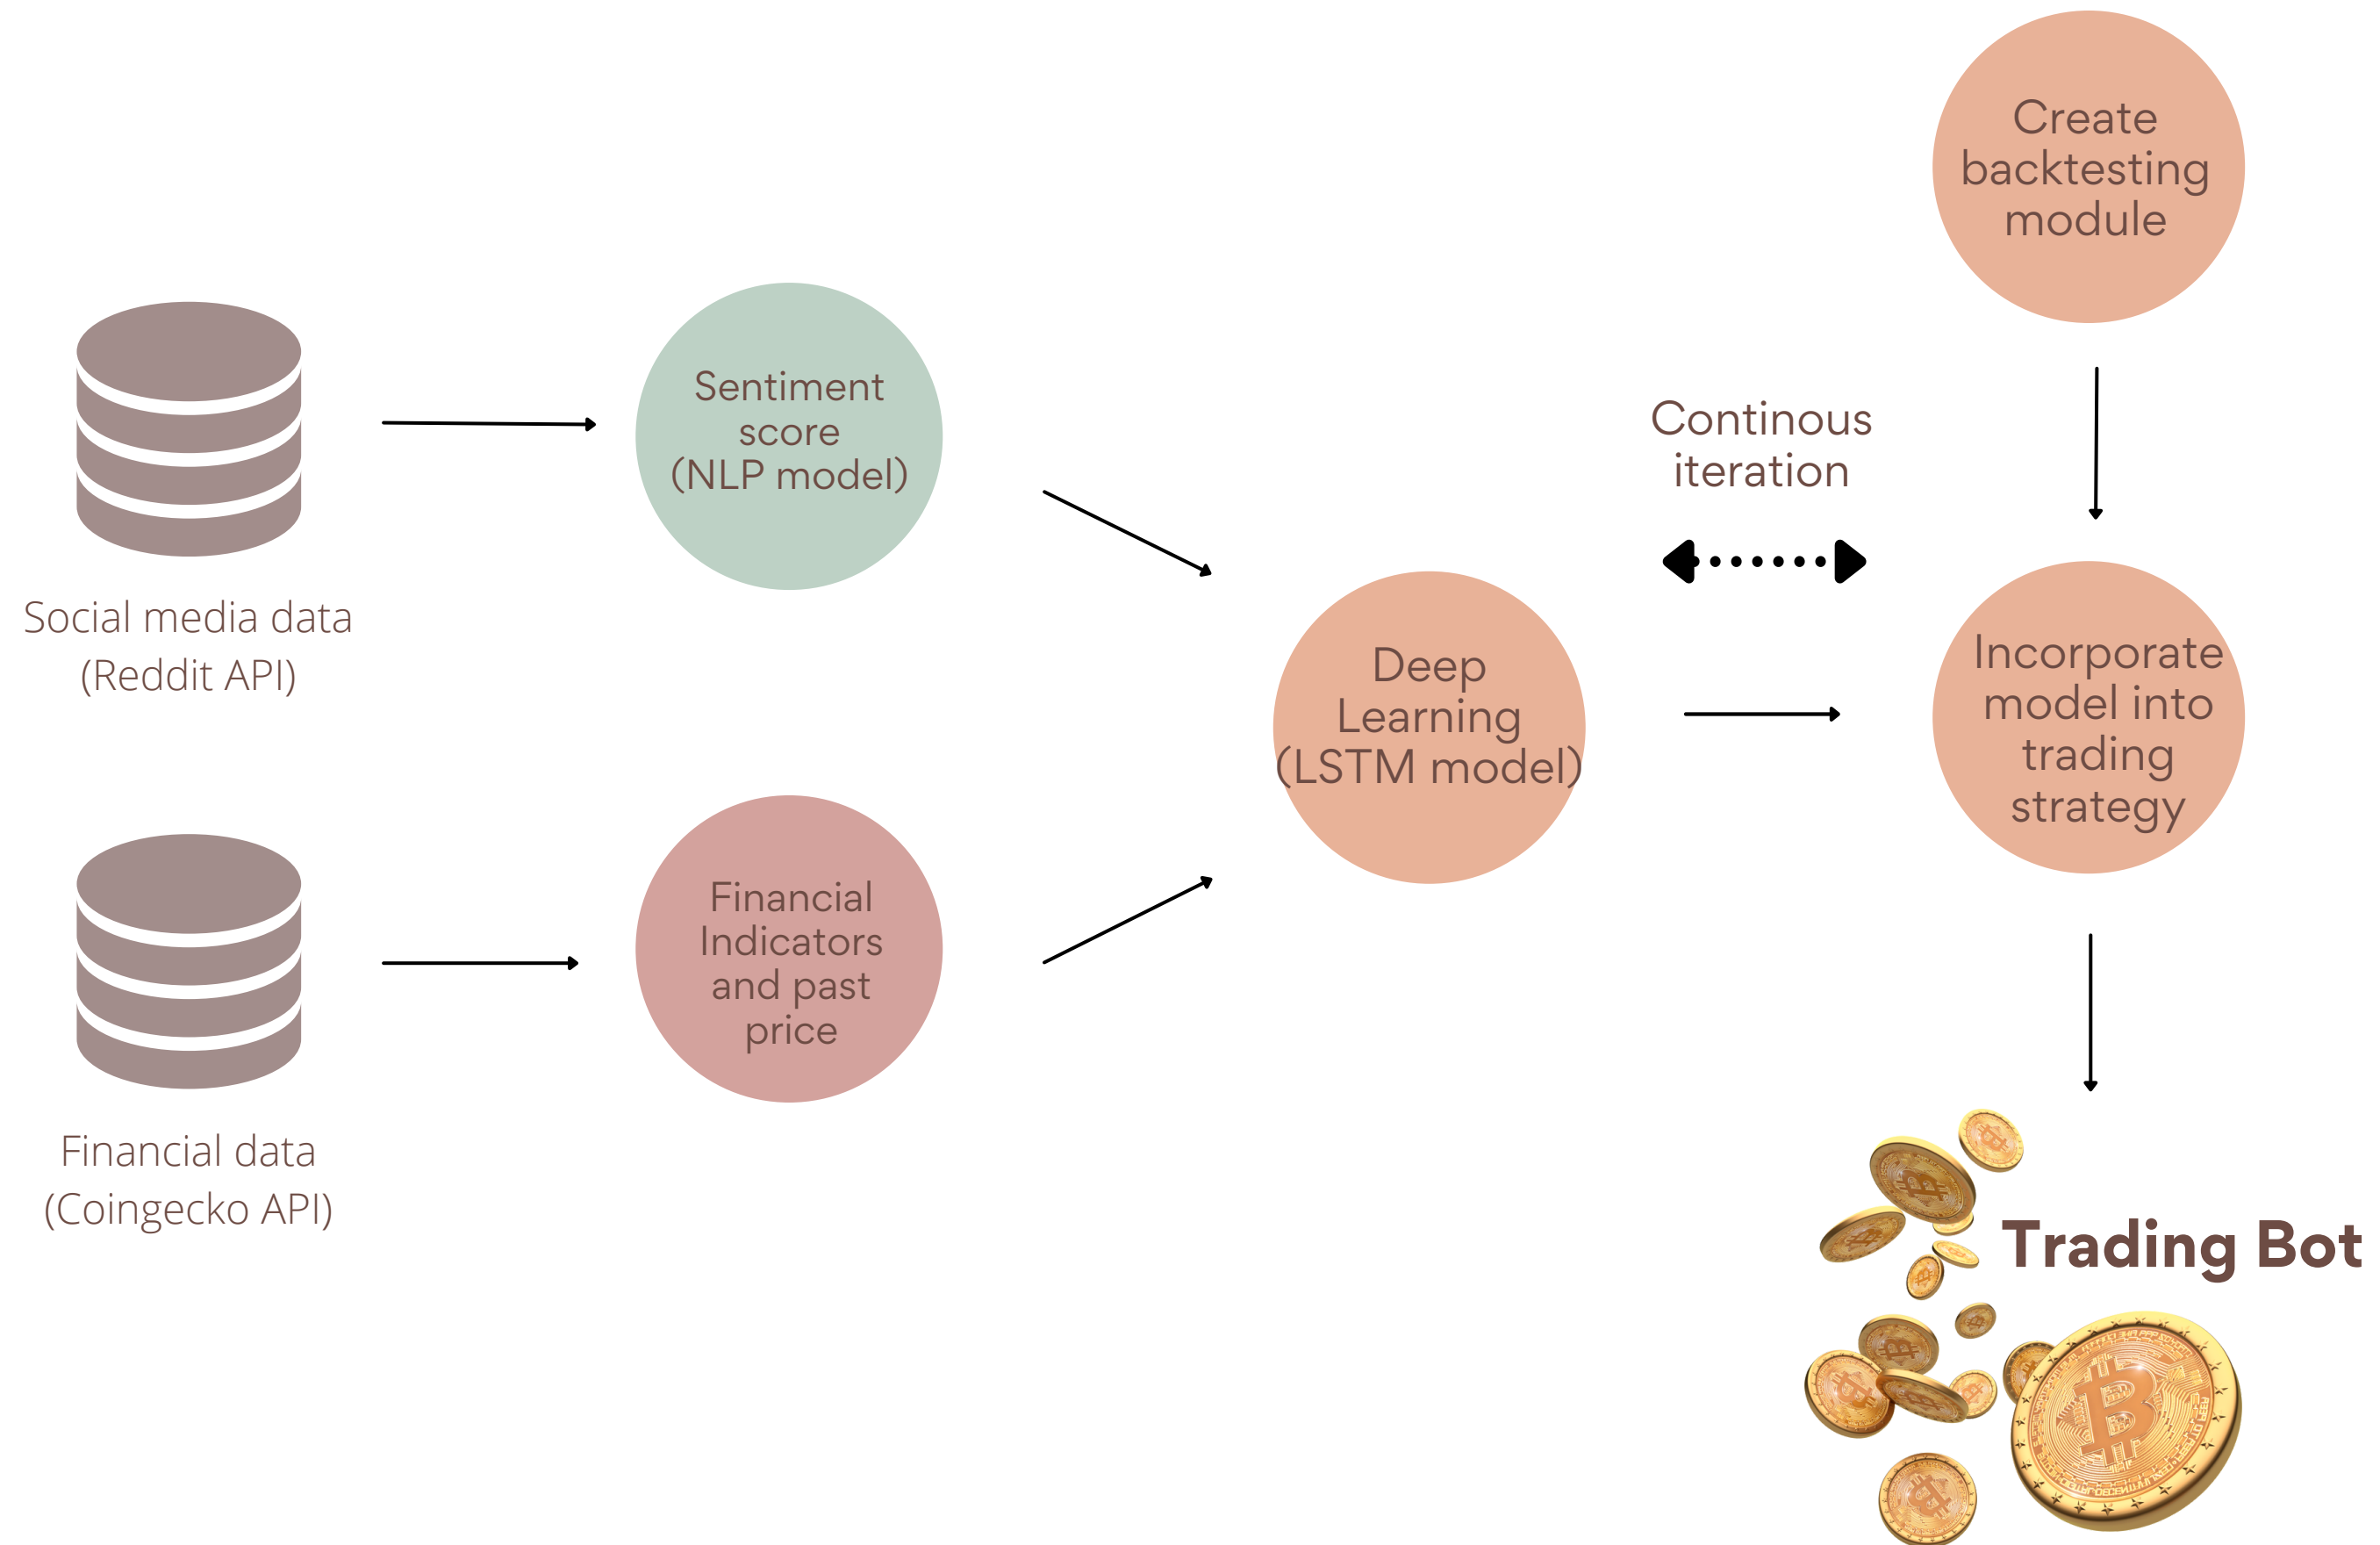 Create
backtesting
module
Sentiment
score
(NLP model)
Continous
iteration
Social media data
(Reddit API)
Deep
Learning
(LSTM model)
Incorporate
model into
trading
strategy
Financial
Indicators
and past
price
Financial data
(Coingecko API)
Trading Bot